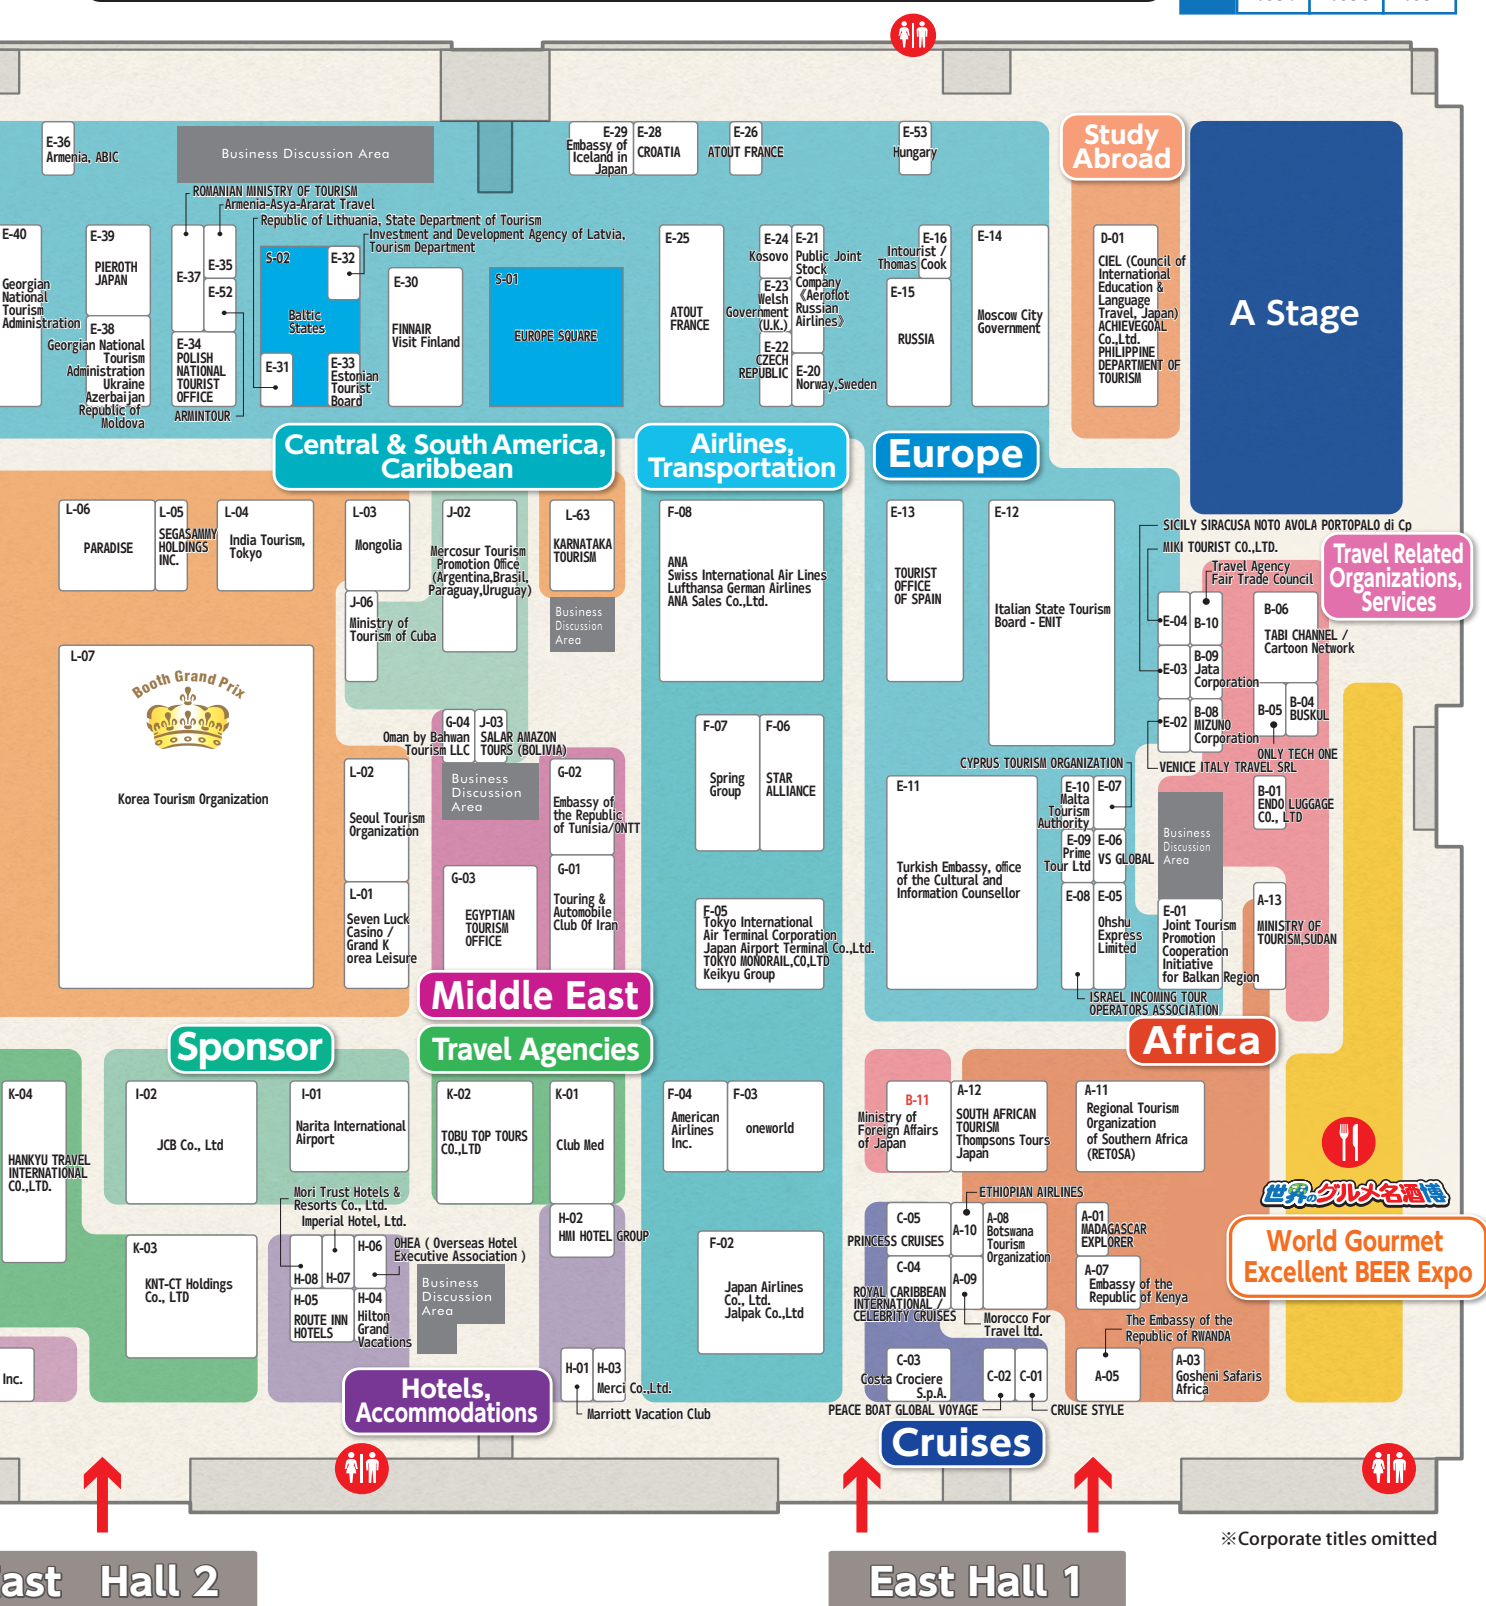 E-36
Armenia, ABIC
Business Discussion Area
E-29
Embassy of
Iceland in
Japan
E-28
CROATIA
E-26
ATOUT FRANCE
E-53
Hungary
Study
Abroad
ROMANIAN MINISTRY OF TOURISM
Armenia-Asya-Ararat Travel
Republic of Lithuania, State Department of Tourism
Investment and Development Agency of Latvia,
Tourism Department
E-40
Georgian
National
Tourism
Administration
E-39
PIEROTH
JAPAN
E-38
Georgian National
Tourism
Administration
Ukraine
Azerbaijan
Republic of
Moldova
E-37
E-35
E-52
E-34
POLISH
NATIONAL
TOURIST
OFFICE
ARMINTOUR
S-02
Baltic
States
E-32
E-31
E-33
Estonian
Tourist
Board
E-30
FINNAIR
Visit Finland
S-01
EUROPE SQUARE
E-25
ATOUT
FRANCE
E-24
Kosovo
E-23
Welsh
Government
(U.K.)
E-22
CZECH
REPUBLIC
E-21
Public Joint
Stock
Company
《Aeroflot
Russian
Airlines》
E-20
Norway,Sweden
E-16
Intourist /
Thomas Cook
E-15
RUSSIA
E-14
Moscow City
Government
D-01
CIEL (Council of
International
Education &
Language
Travel, Japan)
ACHIEVEGOAL
Co.,Ltd.
PHILIPPINE
DEPARTMENT OF
TOURISM
A Stage
Central & South America,
Caribbean
Airlines,
Transportation
Europe
L-06
PARADISE
L-05
SEGASAMMY
HOLDINGS
INC.
L-04
India Tourism,
Tokyo
L-03
Mongolia
J-02
Mercosur Tourism
Promotion Office
(Argentina,Brasil,
Paraguay,Uruguay)
L-63
KARNATAKA
TOURISM
Business
Discussion
Area
J-06
Ministry of
Tourism of Cuba
F-08
ANA
Swiss International Air Lines
Lufthansa German Airlines
ANA Sales Co.,Ltd.
E-13
TOURIST
OFFICE
OF SPAIN
E-12
Italian State Tourism
Board - ENIT
SICILY SIRACUSA NOTO AVOLA PORTOPALO di Cp
MIKI TOURIST CO.,LTD.
Travel Agency
Fair Trade Council
Travel Related
Organizations,
Services
E-04
B-10
B-06
TABI CHANNEL /
Cartoon Network
E-03
B-09
Jata
Corporation
E-02
B-08
MIZUNO
Corporation
B-05
B-04
BUSKUL
ONLY TECH ONE
VENICE ITALY TRAVEL SRL
L-07
Booth Grand Prix
Korea Tourism Organization
G-04
Oman by Bahwan
Tourism LLC
J-03
SALAR AMAZON
TOURS (BOLIVIA)
Business
Discussion
Area
L-02
Seoul Tourism
Organization
L-01
Seven Luck
Casino /
Grand K
orea Leisure
G-02
Embassy of
the Republic
of Tunisia/ONTT
G-03
EGYPTIAN
TOURISM
OFFICE
G-01
Touring &
Automobile
Club Of Iran
F-07
Spring
Group
F-06
STAR
ALLIANCE
F-05
Tokyo International
Air Terminal Corporation
Japan Airport Terminal Co.,Ltd.
TOKYO MONORAIL,CO,LTD
Keikyu Group
CYPRUS TOURISM ORGANIZATION
E-11
Turkish Embassy, office
of the Cultural and
Information Counsellor
E-10
Malta
Tourism
Authority
E-07
E-09
Prime
Tour Ltd
E-06
VS GLOBAL
E-08
E-05
Ohshu
Express
Limited
ISRAEL INCOMING TOUR
OPERATORS ASSOCIATION
Business
Discussion
Area
B-01
ENDO LUGGAGE
CO., LTD
E-01
Joint Tourism
Promotion
Cooperation
Initiative
for Balkan Region
A-13
MINISTRY OF
TOURISM,SUDAN
Middle East
Sponsor
Travel Agencies
Africa
K-04
HANKYU TRAVEL
INTERNATIONAL
CO.,LTD.
I-02
JCB Co., Ltd
I-01
Narita International
Airport
K-02
TOBU TOP TOURS
CO.,LTD
K-01
Club Med
F-04
American
Airlines
Inc.
F-03
oneworld
B-11
Ministry of
Foreign Affairs
of Japan
A-12
SOUTH AFRICAN
TOURISM
Thompsons Tours
Japan
A-11
Regional Tourism
Organization
of Southern Africa
(RETOSA)
世界のグルメ名酒博
World Gourmet
Excellent BEER Expo
Mori Trust Hotels &
Resorts Co., Ltd.
Imperial Hotel, Ltd.
OHEA ( Overseas Hotel
Executive Association )
H-08
H-07
H-06
H-05
ROUTE INN
HOTELS
H-04
Hilton
Grand
Vacations
Business
Discussion
Area
K-03
KNT-CT Holdings
Co., LTD
H-02
HMI HOTEL GROUP
F-02
Japan Airlines
Co., Ltd.
Jalpak Co.,Ltd
ETHIOPIAN AIRLINES
C-05
PRINCESS CRUISES
A-10
A-08
Botswana
Tourism
Organization
C-04
ROYAL CARIBBEAN
INTERNATIONAL /
CELEBRITY CRUISES
A-09
Morocco For
Travel ltd.
A-01
MADAGASCAR
EXPLORER
A-07
Embassy of the
Republic of Kenya
The Embassy of the
Republic of RWANDA
A-05
A-03
Gosheni Safaris
Africa
Inc.
Hotels,
Accommodations
H-01
H-03
Merci Co.,Ltd.
Marriott Vacation Club
C-03
Costa Crociere
S.p.A.
C-02
C-01
PEACE BOAT GLOBAL VOYAGE
CRUISE STYLE
Cruises
※Corporate titles omitted
East Hall 2
East Hall 1